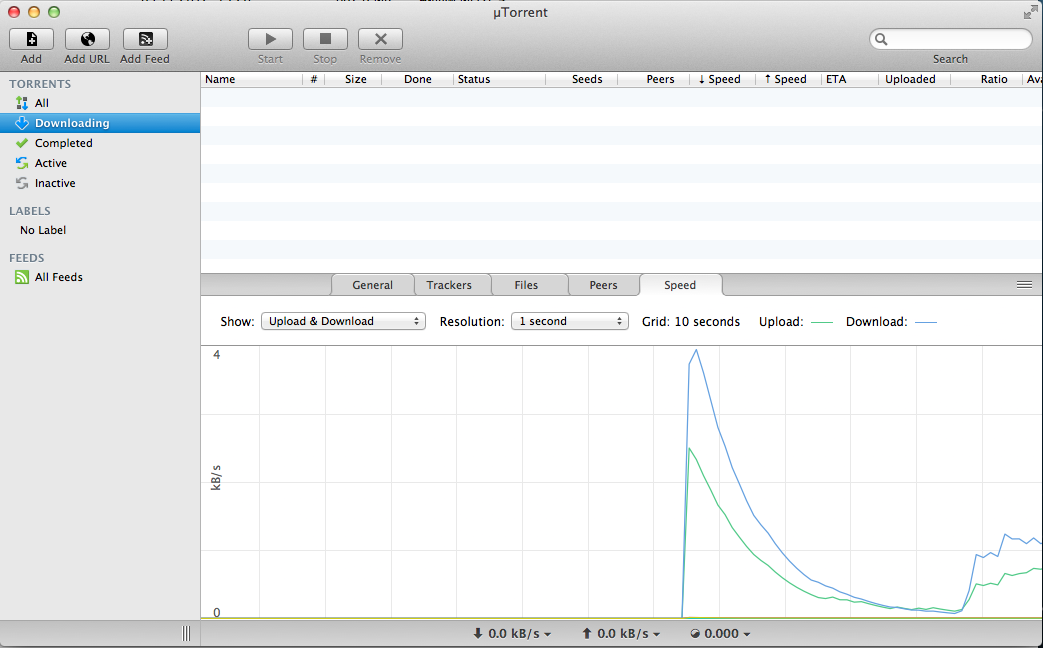 µTorrent
Add Add URL Add Feed Start Stop Remove Search
TORRENTS
All
Downloading
Completed
Active
Inactive
LABELS
No Label
FEEDS
All Feeds
Name # Size Done Status Seeds Peers ↓ Speed ↑ Speed ETA Uploaded Ratio Ava
General Trackers Files Peers Speed
Show: Upload & Download Resolution: 1 second Grid: 10 seconds Upload: Download:
4
kB/s
0
0.0 kB/s 0.0 kB/s 0.000